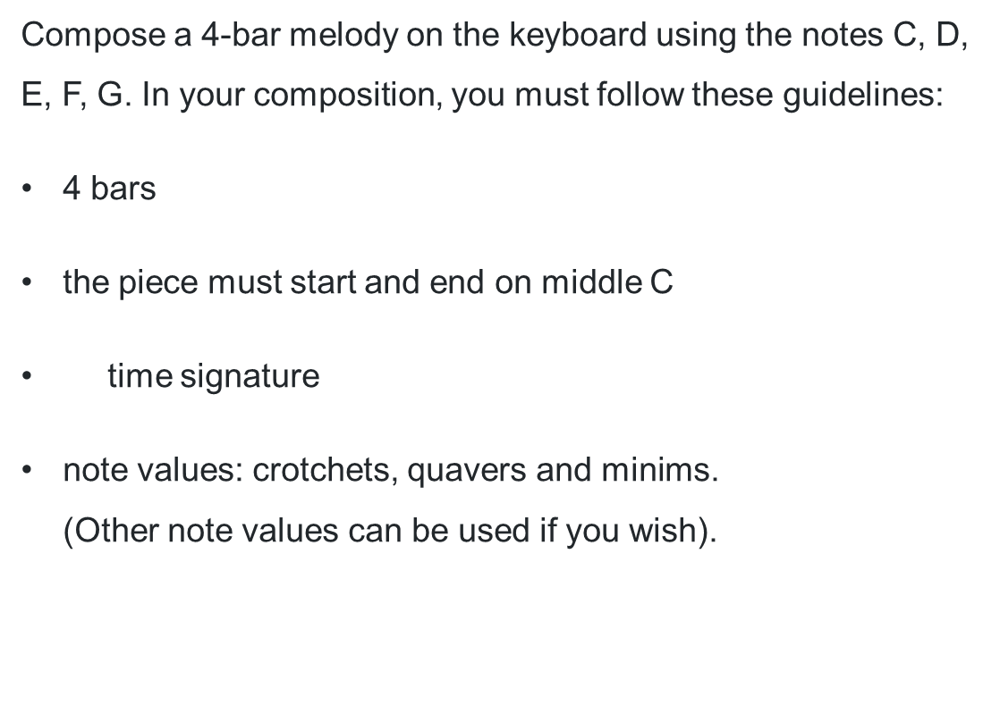 Compose a 4-bar melody on the keyboard using the notes C, D,
E, F, G. In your composition, you must follow these guidelines:
• 4 bars
• the piece must start and end on middle C
• time signature
• note values: crotchets, quavers and minims.
(Other note values can be used if you wish).